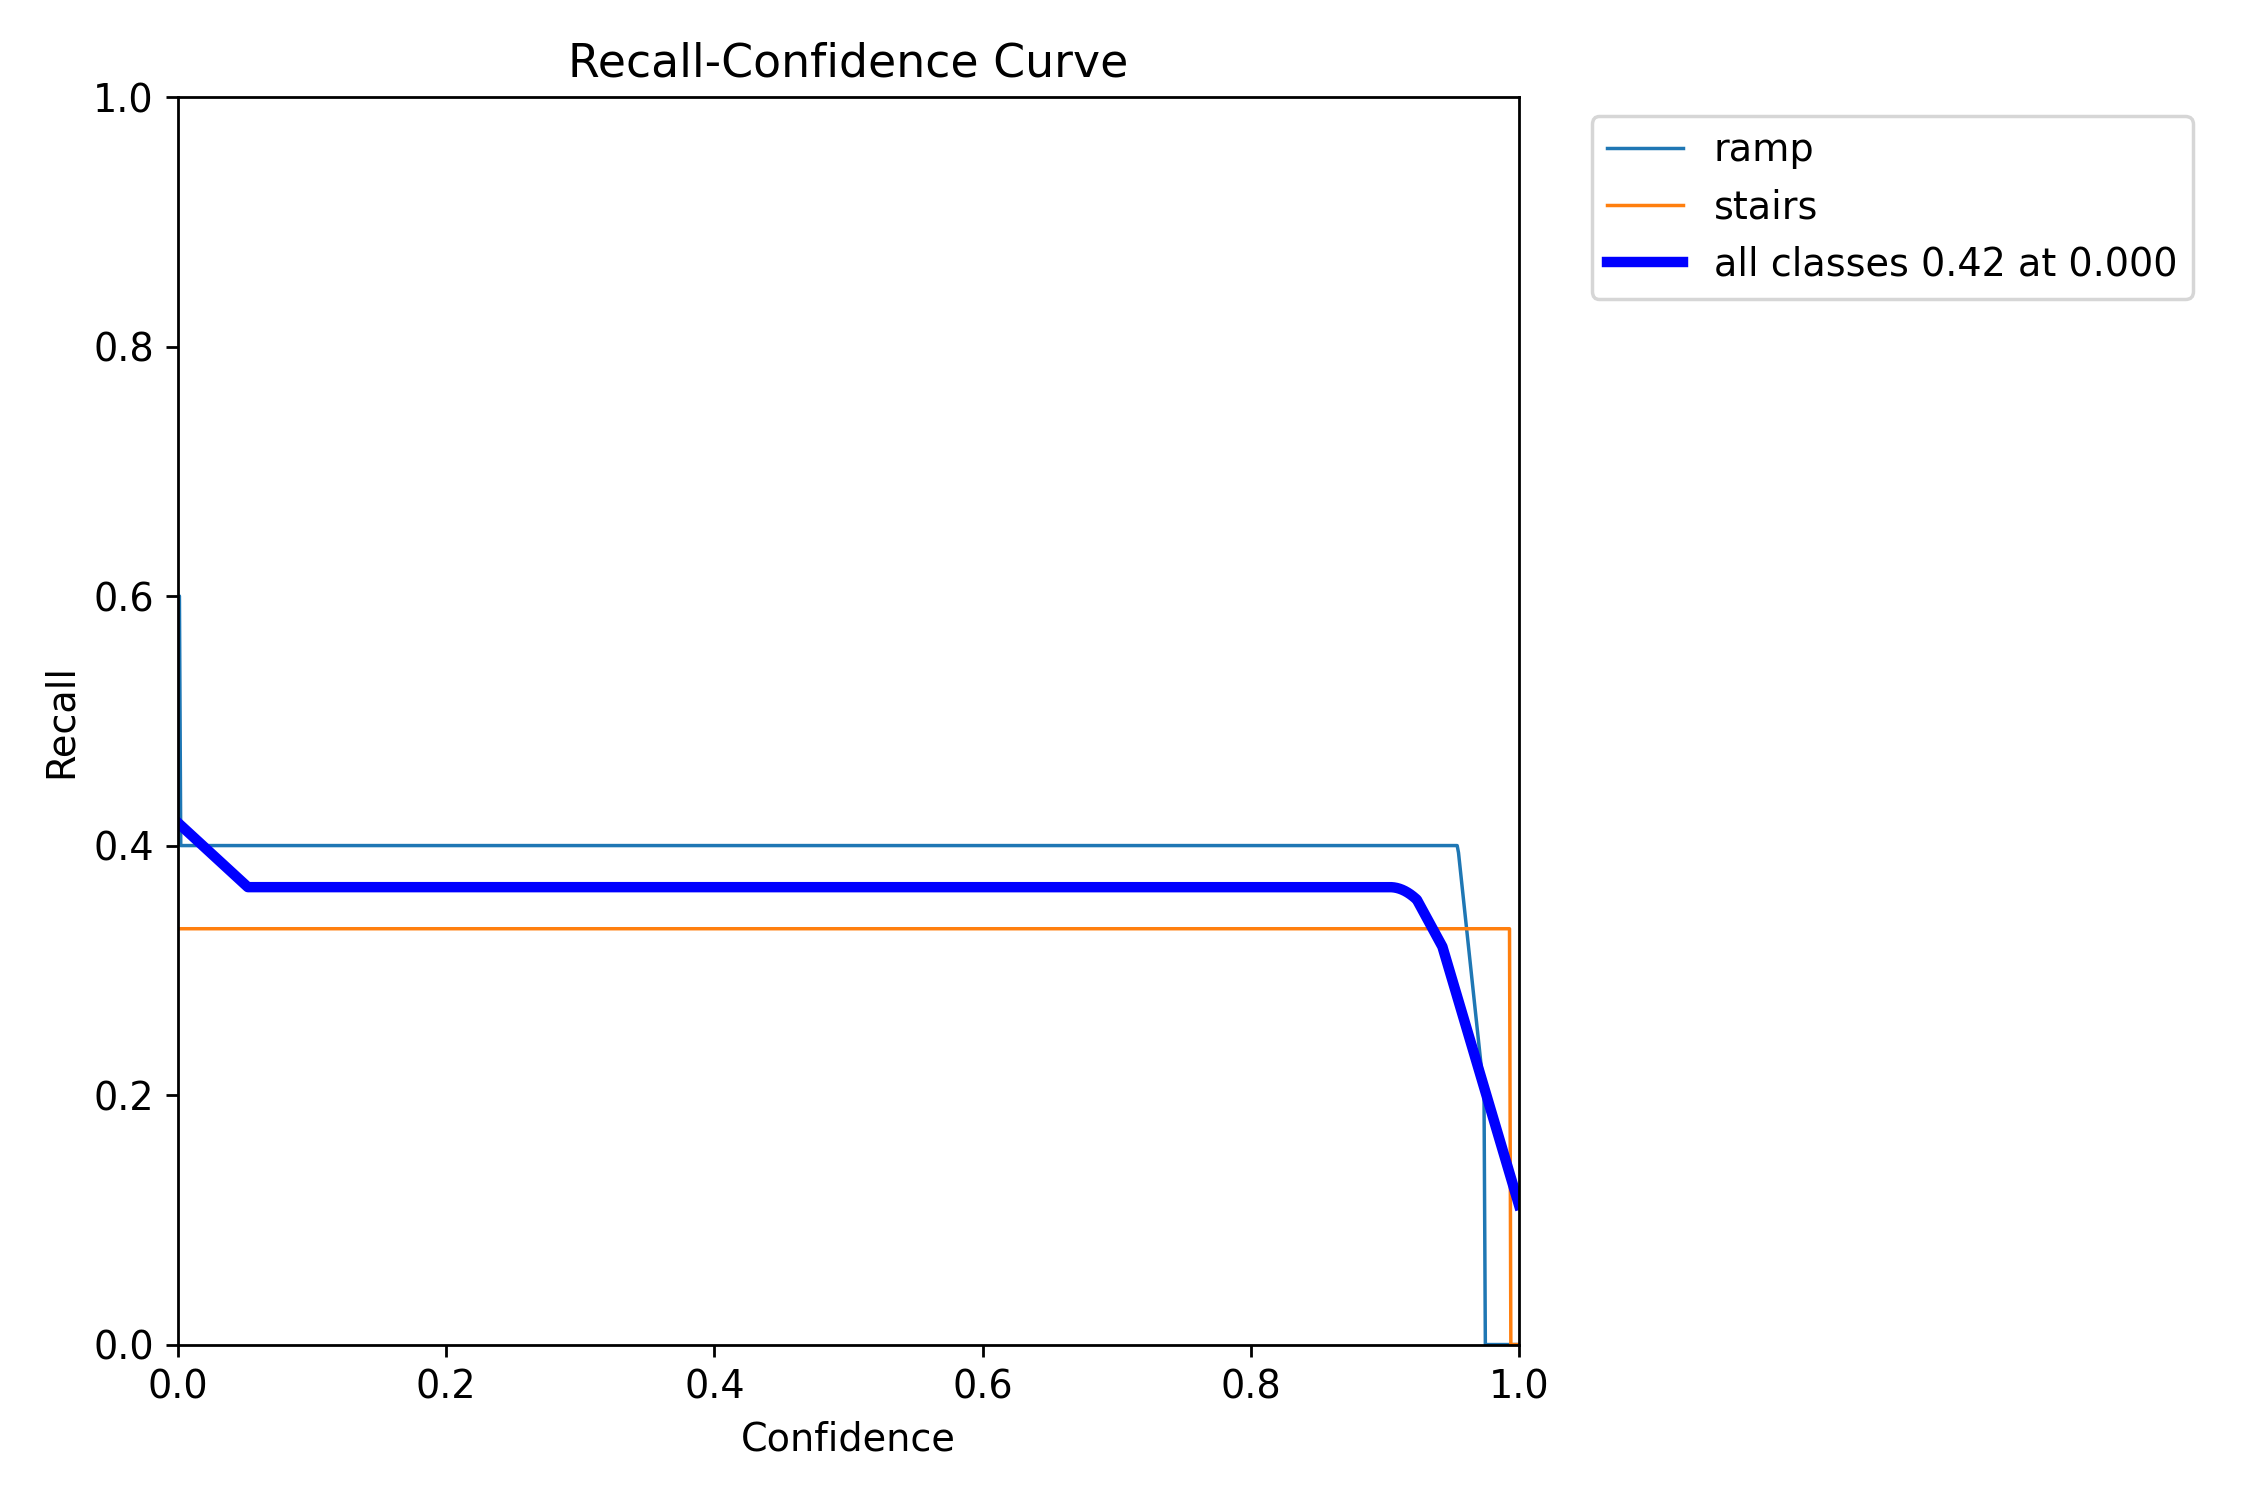 Recall-Confidence Curve
1.0
0.8
0.6
0.4
0.2
0.0
Recall
0.0 0.2 0.4 0.6 0.8 1.0
Confidence
ramp
stairs
all classes 0.42 at 0.000